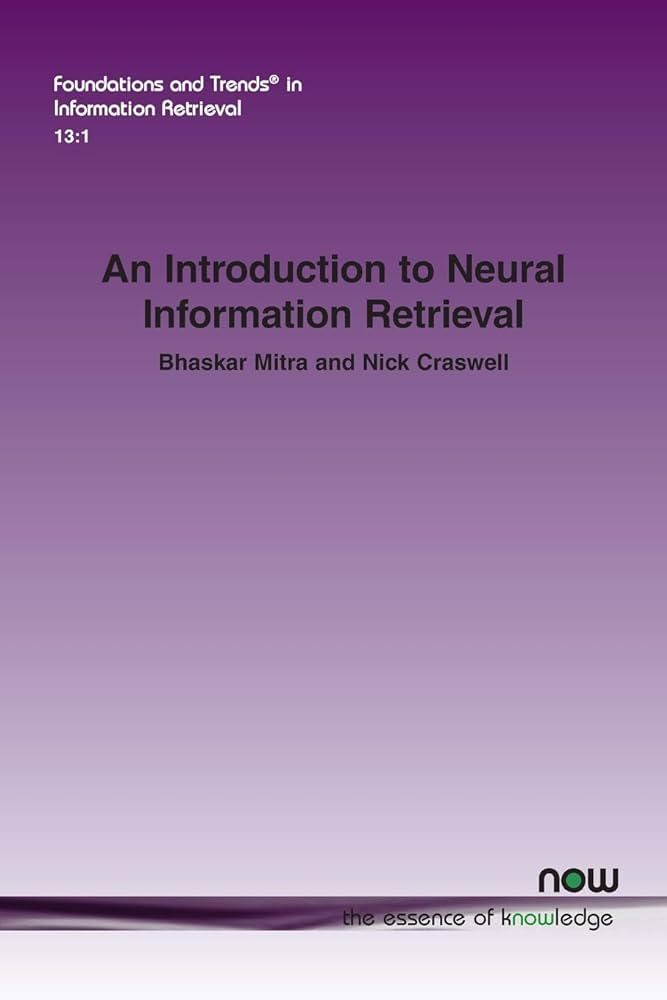 Foundations and Trends® in
Information Retrieval
13:1
An Introduction to Neural
Information Retrieval
Bhaskar Mitra and Nick Craswell
now
the essence of knowledge